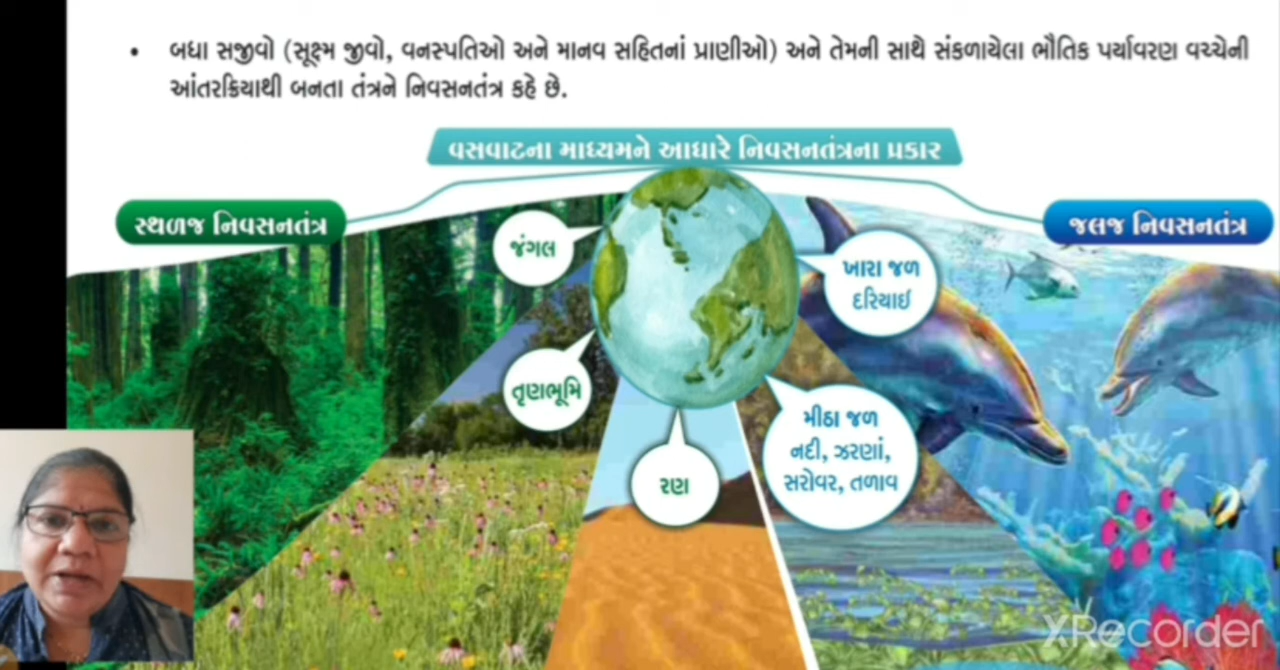 • બધા સજીવો (સૂક્ષ્મ જીવો, વનસ્પતિઓ અને માનવ સહિતનાં પ્રાણીઓ) અને તેમની સાથે સંકળાયેલા ભૌતિક પર્યાવરણ વચ્ચેની
આંતરક્રિયાથી બનતા તંત્રને નિવસનતંત્ર કહે છે.
વસવાટના માધ્યમને આધારે નિવસનતંત્રના પ્રકાર
સ્થળજ નિવસનતંત્ર
જલજ નિવસનતંત્ર
જંગલ
ખારા જળ
દરિયાઈ
તૃણભૂમિ
મીઠા જળ
નદી, ઝરણાં,
સરોવર, તળાવ
રણ
XRecorder